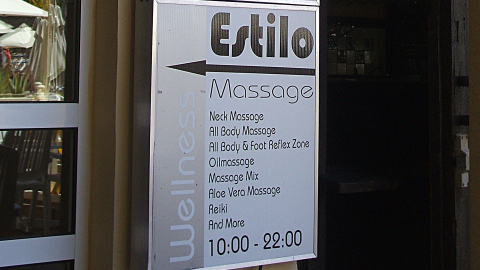 Estilo
Massage
wellness
Neck Massage
All Body Massage
All Body & Foot Reflex Zone
Oilmassage
Massage Mix
Aloe Vera Massage
Reiki
And More
10:00 - 22:00